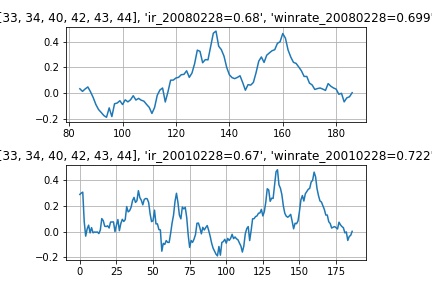 [33, 34, 40, 42, 43, 44], 'ir_20080228=0.68', 'winrate_20080228=0.699'
0.4
0.2
0.0
−0.2
80 100 120 140 160 180
[33, 34, 40, 42, 43, 44], 'ir_20010228=0.67', 'winrate_20010228=0.722'
0.4
0.2
0.0
−0.2
0 25 50 75 100 125 150 175